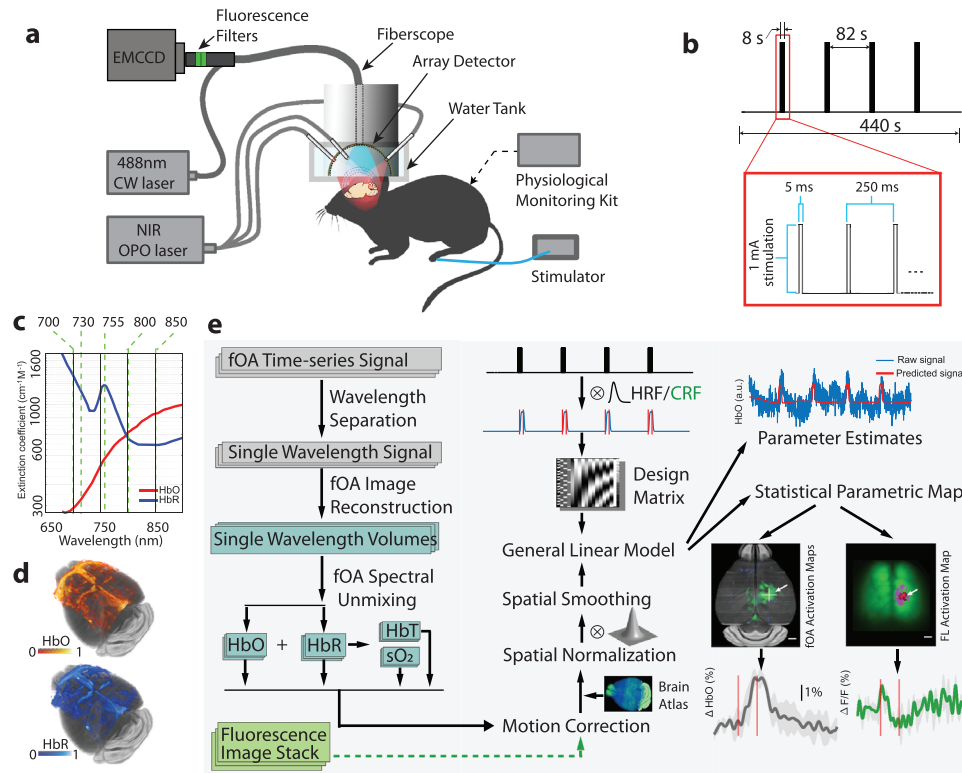 a
Fluorescence
Filters
EMCCD
Fiberscope
Array Detector
Water Tank
488nm
CW laser
NIR
OPO laser
Physiological
Monitoring Kit
Stimulator
b
8 s
82 s
440 s
5 ms
250 ms
1 mA
stimulation
c
700 730 755 800 850
Extinction coefficient (cm⁻¹M⁻¹)
1600
1000
600
300
HbO
HbR
650 750 850
Wavelength (nm)
d
HbO
0 1
HbR
0 1
e
fOA Time-series Signal
Wavelength
Separation
Single Wavelength Signal
fOA Image
Reconstruction
Single Wavelength Volumes
fOA Spectral
Unmixing
HbO + HbR
HbT
sO₂
Fluorescence
Image Stack
⊗ HRF/CRF
Design
Matrix
General Linear Model
Spatial Smoothing
⊗
Spatial Normalization
Brain
Atlas
Motion Correction
Raw signal
Predicted signal
HbO (a.u.)
Parameter Estimates
Statistical Parametric Map
fOA Activation Maps
FL Activation Map
Δ HbO (%)
1%
Δ F/F (%)